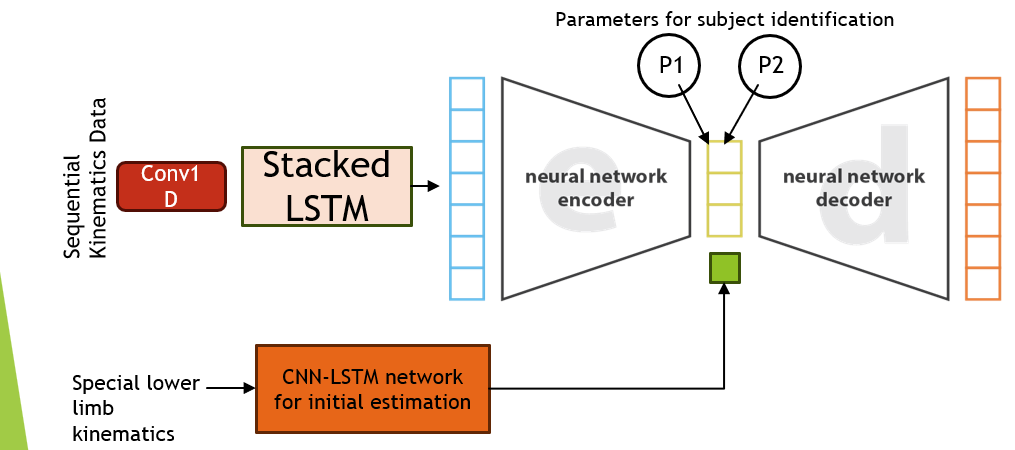 Parameters for subject identification
P1
P2
Sequential
Kinematics Data
Conv1
D
Stacked
LSTM
e
neural network
encoder
d
neural network
decoder
Special lower
limb
kinematics
CNN-LSTM network
for initial estimation